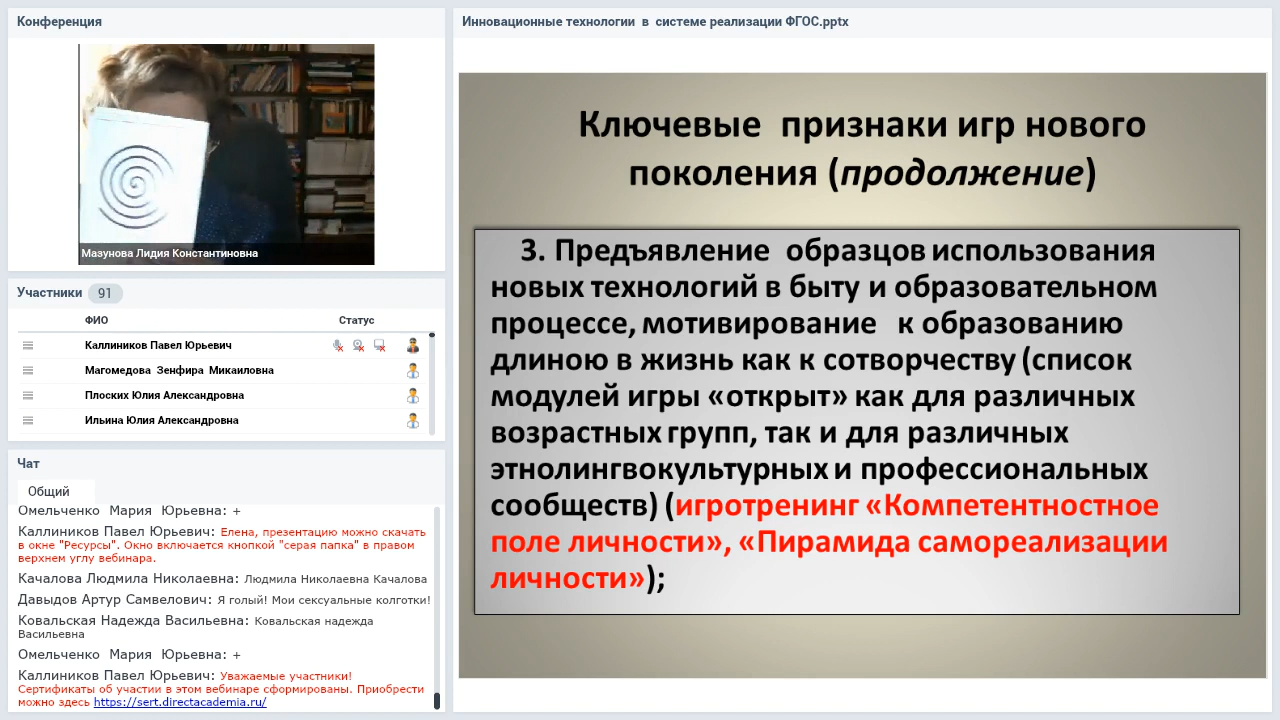 Конференция
Мазунова Лидия Константиновна
Участники 91
ФИО Статус
Каллиников Павел Юрьевич
Магомедова Зенфира Микаиловна
Плоских Юлия Александровна
Ильина Юлия Александровна
Чат
Общий
Омельченко Мария Юрьевна: +
Каллиников Павел Юрьевич: Елена, презентацию можно скачать
в окне "Ресурсы". Окно включается кнопкой "серая папка" в правом
верхнем углу вебинара.
Качалова Людмила Николаевна: Людмила Николаевна Качалова
Давыдов Артур Самвелович: Я голый! Мои сексуальные колготки!
Ковальская Надежда Васильевна: Ковальская надежда
Васильевна
Омельченко Мария Юрьевна: +
Каллиников Павел Юрьевич: Уважаемые участники!
Сертификаты об участии в этом вебинаре сформированы. Приобрести
можно здесь https://sert.directacademia.ru/
Инновационные технологии в системе реализации ФГОС.pptx
Ключевые признаки игр нового
поколения (продолжение)
3. Предъявление образцов использования
новых технологий в быту и образовательном
процессе, мотивирование к образованию
длиною в жизнь как к сотворчеству (список
модулей игры «открыт» как для различных
возрастных групп, так и для различных
этнолингвокультурных и профессиональных
сообществ) (игротренинг «Компетентностное
поле личности», «Пирамида самореализации
личности»);